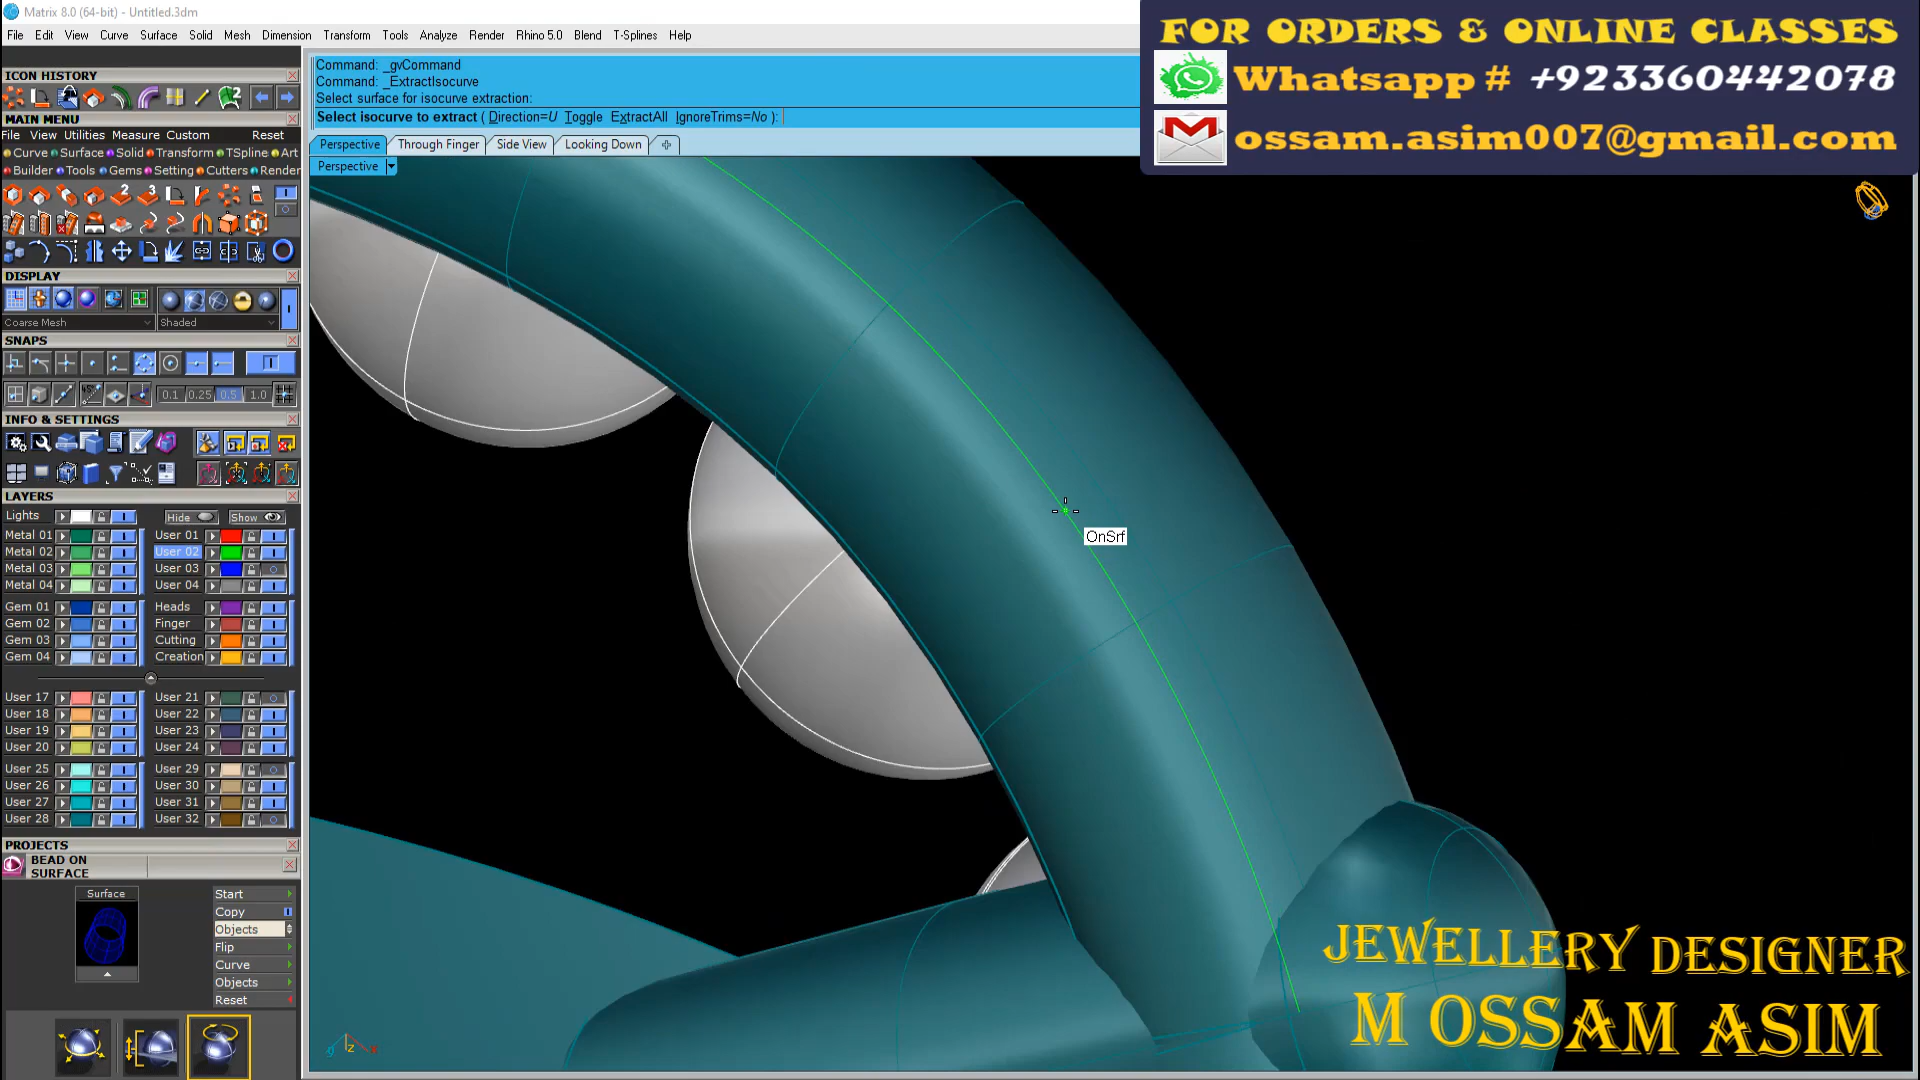 Matrix 8.0 (64-bit) - Untitled.3dm
File Edit View Curve Surface Solid Mesh Dimension Transform Tools Analyze Render Rhino 5.0 Blend T-Splines Help
FOR ORDERS & ONLINE CLASSES
Whatsapp # +923360442078
ossam.asim007@gmail.com
ICON HISTORY
Command: _gvCommand
Command: _ExtractIsocurve
Select surface for isocurve extraction:
Select isocurve to extract ( Direction=U Toggle ExtractAll IgnoreTrims=No ):
MAIN MENU
File View Utilities Measure Custom Reset
Curve Surface Solid Transform TSpline Art
Builder Tools Gems Setting Cutters Render
Perspective Through Finger Side View Looking Down
Perspective
2 3
DISPLAY
Coarse Mesh Shaded
SNAPS
0.1 0.25 0.5 1.0
INFO & SETTINGS
LAYERS
Lights Hide Show
Metal 01 User 01
Metal 02 User 02
Metal 03 User 03
Metal 04 User 04
Gem 01 Heads
Gem 02 Finger
Gem 03 Cutting
Gem 04 Creation
User 17 User 21
User 18 User 22
User 19 User 23
User 20 User 24
User 25 User 29
User 26 User 30
User 27 User 31
User 28 User 32
PROJECTS
BEAD ON
SURFACE
Surface
Start
Copy
Objects
Flip
Curve
Objects
Reset
OnSrf
z x y
JEWELLERY DESIGNER
M OSSAM ASIM